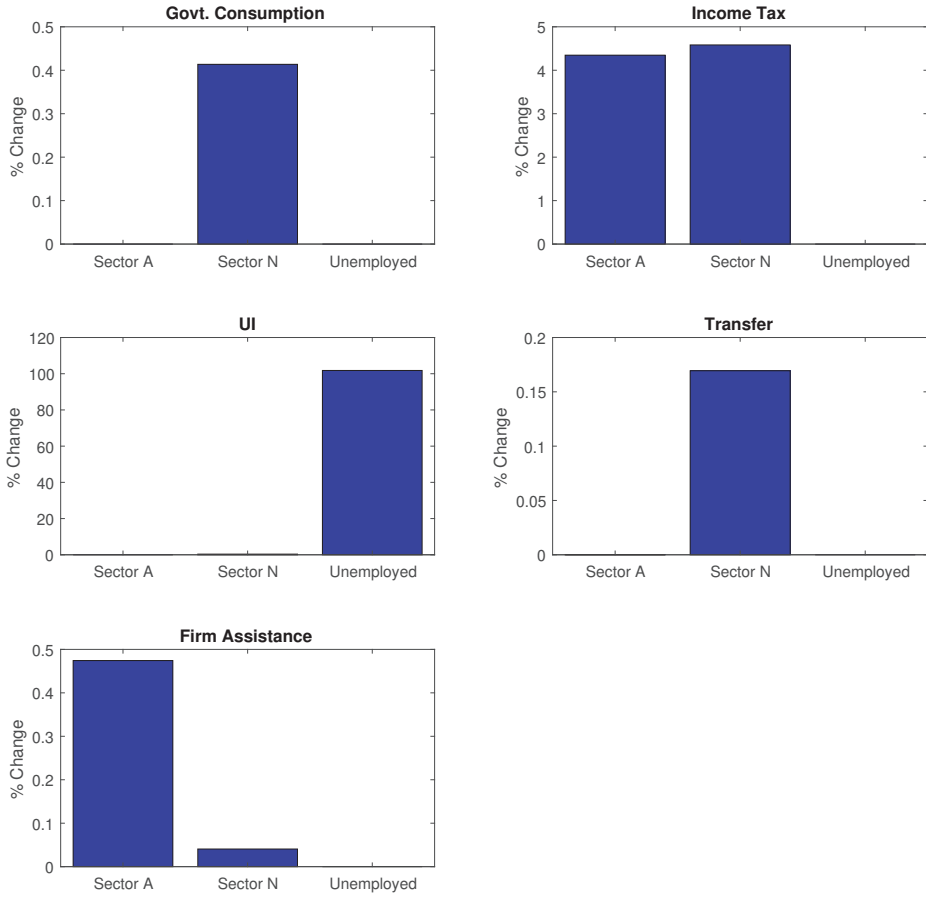 Govt. Consumption
% Change
0.5
0.4
0.3
0.2
0.1
0
Sector A Sector N Unemployed
Income Tax
% Change
5
4
3
2
1
0
Sector A Sector N Unemployed
UI
% Change
120
100
80
60
40
20
0
Sector A Sector N Unemployed
Transfer
% Change
0.2
0.15
0.1
0.05
0
Sector A Sector N Unemployed
Firm Assistance
% Change
0.5
0.4
0.3
0.2
0.1
0
Sector A Sector N Unemployed